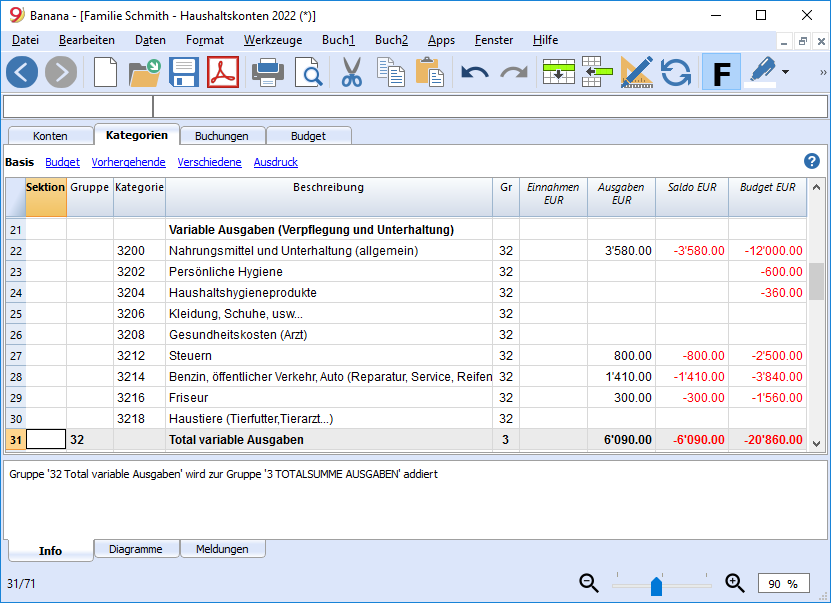 Banana - [Familie Schmith - Haushaltskonten 2022 (*)]
Datei Bearbeiten Daten Format Werkzeuge Buch1 Buch2 Apps Fenster Hilfe
F »
Konten Kategorien Buchungen Budget
Basis Budget Vorhergehende Verschiedene Ausdruck ?
Sektion Gruppe Kategorie Beschreibung Gr Einnahmen EUR Ausgaben EUR Saldo EUR Budget EUR
21 Variable Ausgaben (Verpflegung und Unterhaltung)
22 3200 Nahrungsmittel und Unterhaltung (allgemein) 32 3'580.00 -3'580.00 -12'000.00
23 3202 Persönliche Hygiene 32 -600.00
24 3204 Haushaltshygieneprodukte 32 -360.00
25 3206 Kleidung, Schuhe, usw... 32
26 3208 Gesundheitskosten (Arzt) 32
27 3212 Steuern 32 800.00 -800.00 -2'500.00
28 3214 Benzin, öffentlicher Verkehr, Auto (Reparatur, Service, Reifen 32 1'410.00 -1'410.00 -3'840.00
29 3216 Friseur 32 300.00 -300.00 -1'560.00
30 3218 Haustiere (Tierfutter,Tierarzt...) 32
31 32 Total variable Ausgaben 3 6'090.00 -6'090.00 -20'860.00
Gruppe '32 Total variable Ausgaben' wird zur Gruppe '3 TOTALSUMME AUSGABEN' addiert
Info Diagramme Meldungen
31/71 90 %